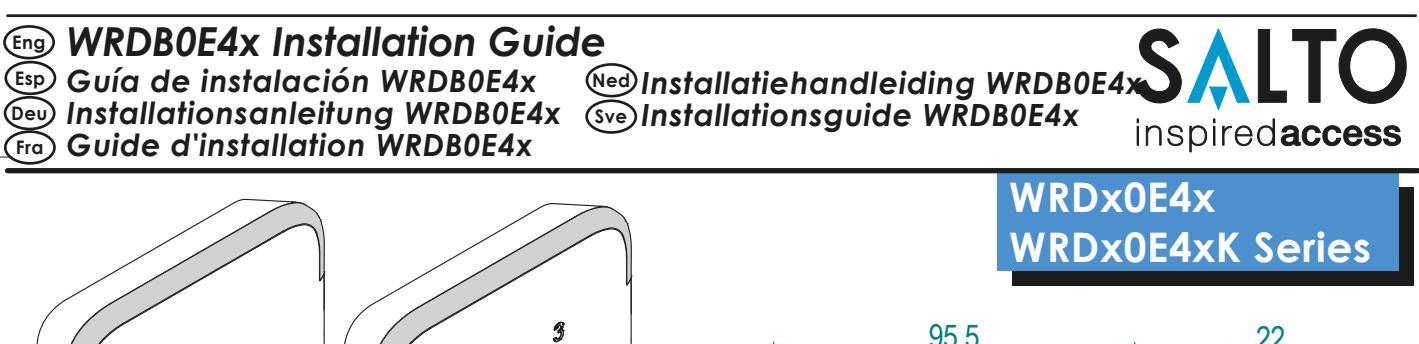 Eng WRDB0E4x Installation Guide
Esp Guía de instalación WRDB0E4x
Deu Installationsanleitung WRDB0E4x
Fra Guide d'installation WRDB0E4x
Ned Installatiehandleiding WRDB0E4x
Sve Installationsguide WRDB0E4x
SALTO
inspiredaccess
WRDx0E4x
WRDx0E4xK Series
3
95.5
22